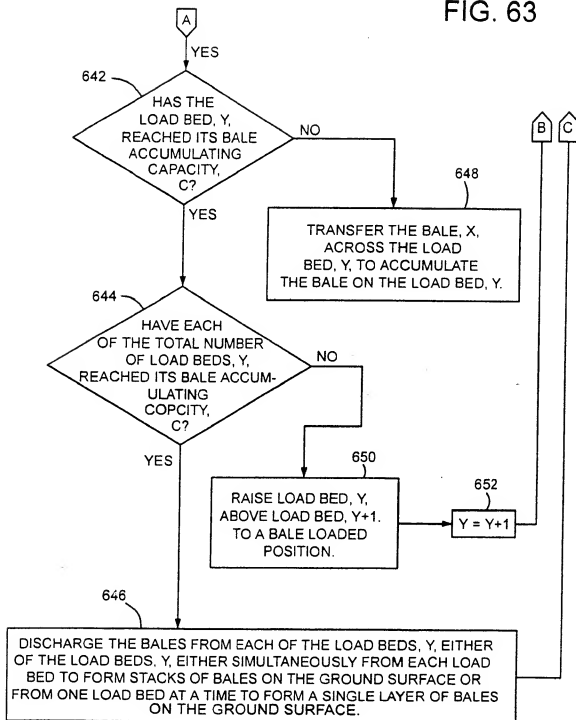 FIG. 63
A
YES
642
HAS THE
LOAD BED, Y,
REACHED ITS BALE
ACCUMULATING
CAPACITY,
C?
NO
B
C
648
TRANSFER THE BALE, X,
ACROSS THE LOAD
BED, Y, TO ACCUMULATE
THE BALE ON THE LOAD BED, Y.
YES
644
HAVE EACH
OF THE TOTAL NUMBER
OF LOAD BEDS, Y,
REACHED ITS BALE ACCUM-
ULATING
COPCITY,
C?
NO
YES
650
RAISE LOAD BED, Y,
ABOVE LOAD BED, Y+1.
TO A BALE LOADED
POSITION.
652
Y = Y+1
646
DISCHARGE THE BALES FROM EACH OF THE LOAD BEDS, Y, EITHER
OF THE LOAD BEDS, Y, EITHER SIMULTANEOUSLY FROM EACH LOAD
BED TO FORM STACKS OF BALES ON THE GROUND SURFACE OR
FROM ONE LOAD BED AT A TIME TO FORM A SINGLE LAYER OF BALES
ON THE GROUND SURFACE.